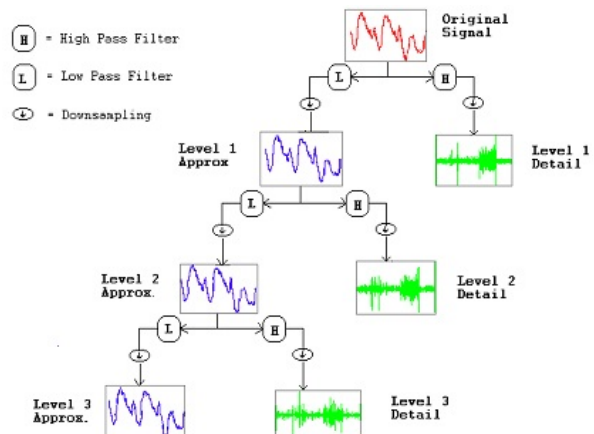 Original
Signal
H = High Pass Filter
L = Low Pass Filter
= Downsampling
L
H
Level 1
Approx
Level 1
Detail
L
H
Level 2
Approx.
Level 2
Detail
L
H
Level 3
Approx.
Level 3
Detail